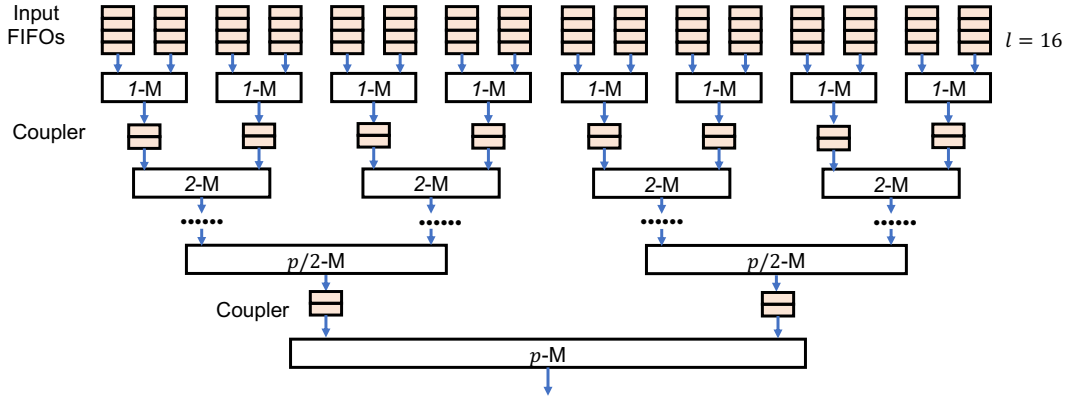 Input
FIFOs
l = 16
1-M 1-M 1-M 1-M 1-M 1-M 1-M 1-M
Coupler
2-M 2-M 2-M 2-M
...... ...... ...... ......
p/2-M p/2-M
Coupler
p-M